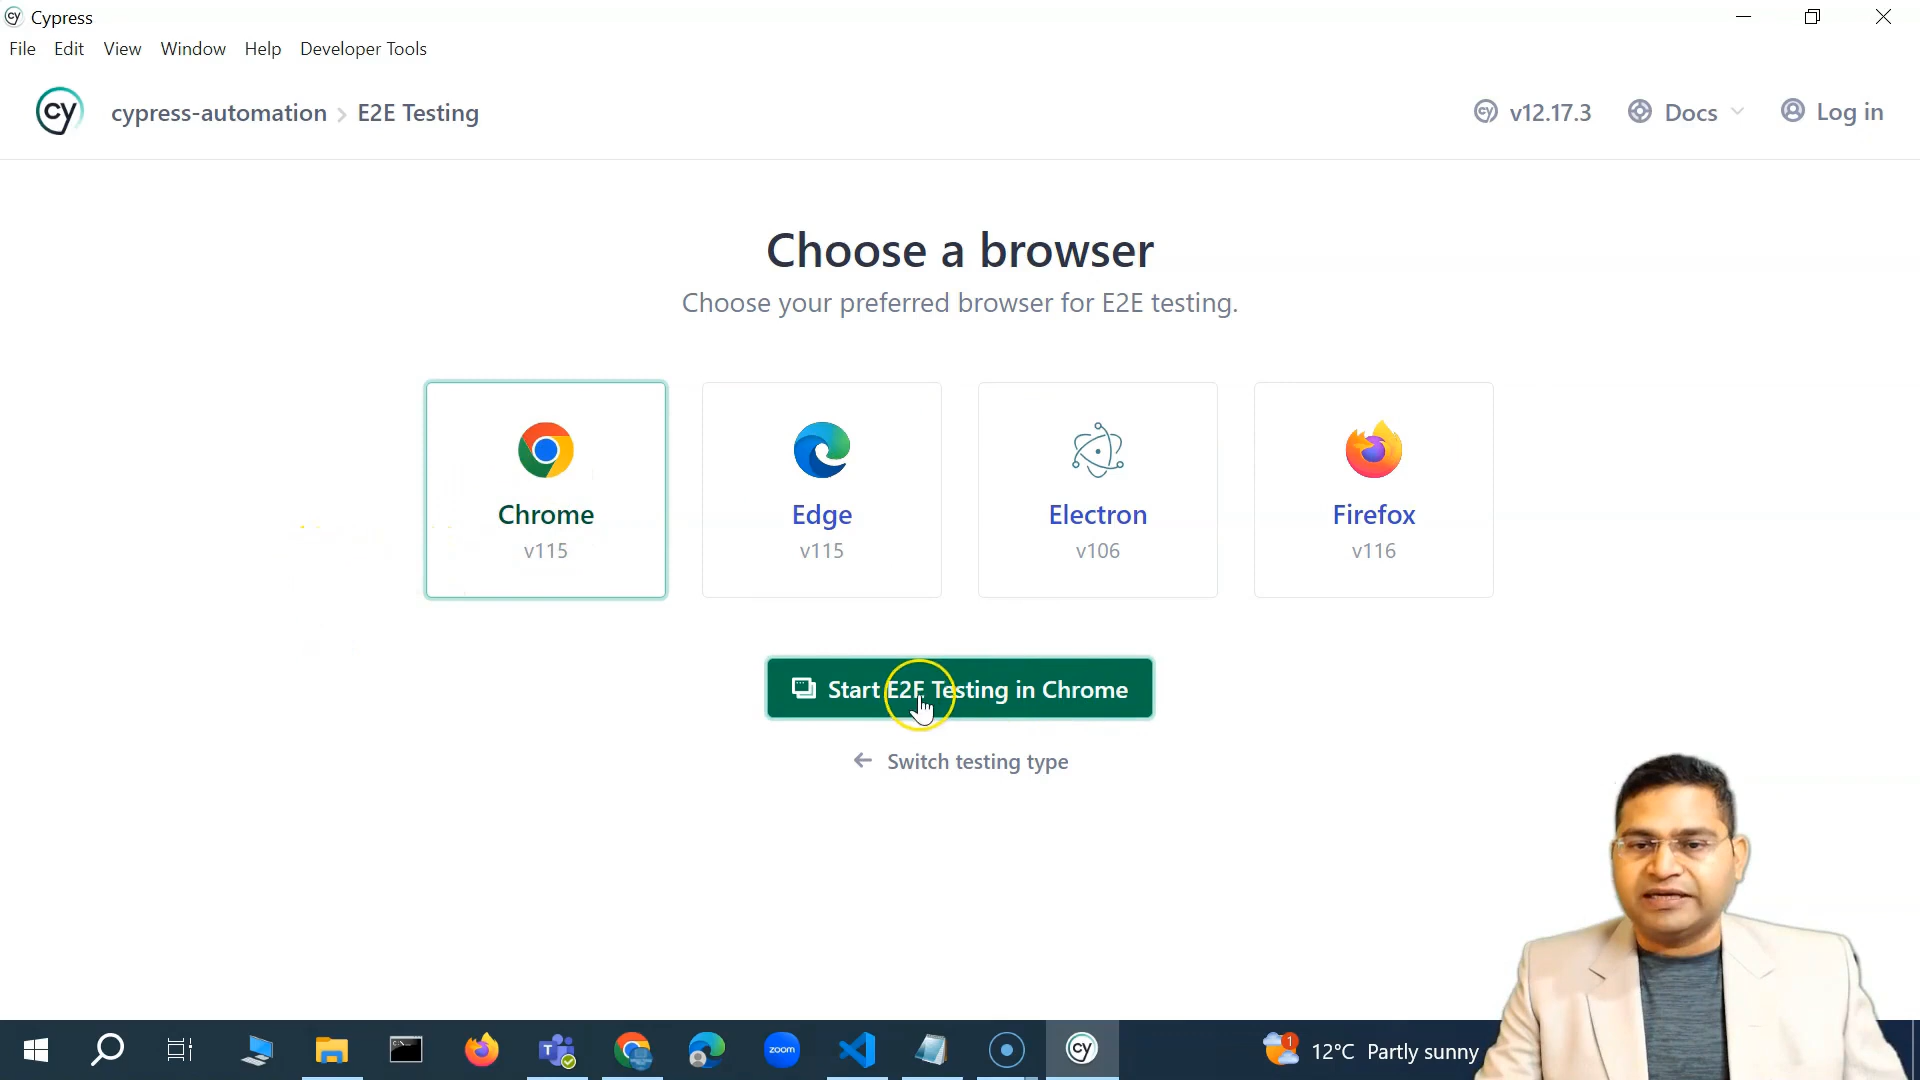 Cypress
File Edit View Window Help Developer Tools
cy cypress-automation > E2E Testing v12.17.3 Docs Log in
Choose a browser
Choose your preferred browser for E2E testing.
Chrome Edge Electron Firefox
v115 v115 v106 v116
Start E2E Testing in Chrome
← Switch testing type
zoom cy 1 12°C Partly sunny